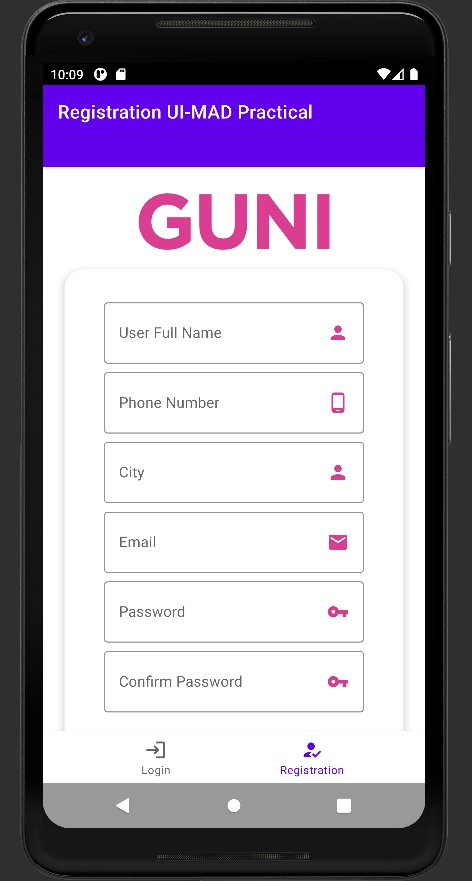 10:09
Registration UI-MAD Practical
GUNI
User Full Name
Phone Number
City
Email
Password
Confirm Password
Login
Registration